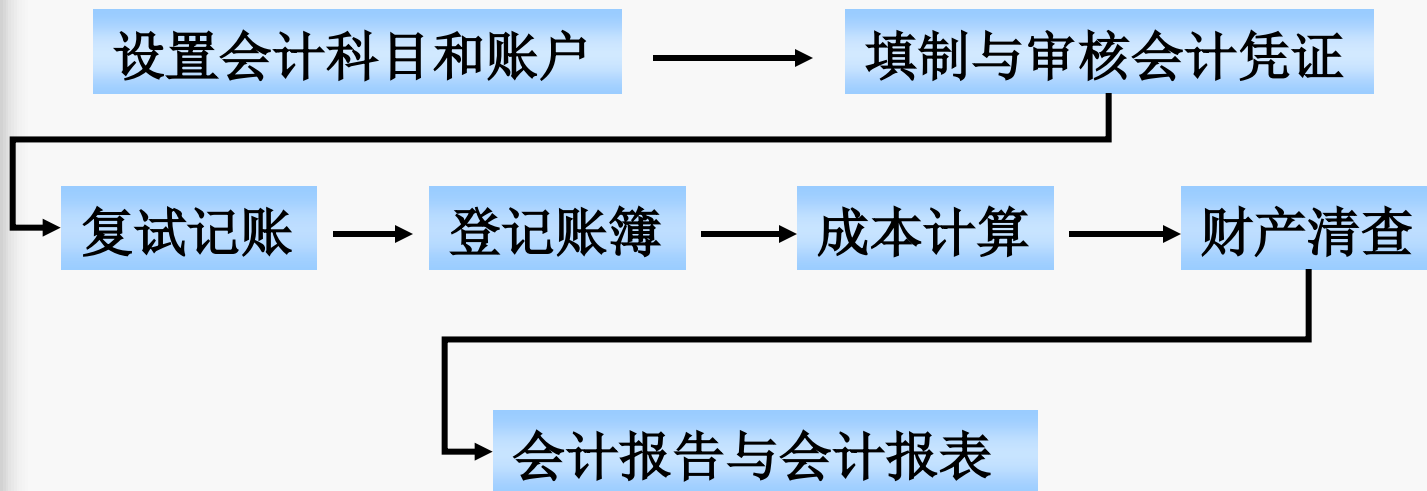 设置会计科目和账户
填制与审核会计凭证
复试记账
登记账簿
成本计算
财产清查
会计报告与会计报表